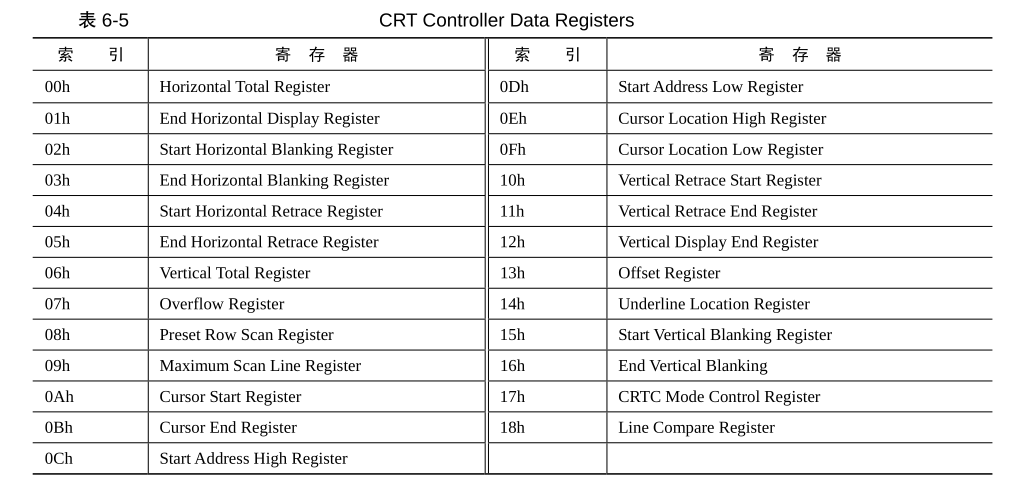 表 6-5 CRT Controller Data Registers
索 引 寄 存 器 索 引 寄 存 器
00h Horizontal Total Register 0Dh Start Address Low Register
01h End Horizontal Display Register 0Eh Cursor Location High Register
02h Start Horizontal Blanking Register 0Fh Cursor Location Low Register
03h End Horizontal Blanking Register 10h Vertical Retrace Start Register
04h Start Horizontal Retrace Register 11h Vertical Retrace End Register
05h End Horizontal Retrace Register 12h Vertical Display End Register
06h Vertical Total Register 13h Offset Register
07h Overflow Register 14h Underline Location Register
08h Preset Row Scan Register 15h Start Vertical Blanking Register
09h Maximum Scan Line Register 16h End Vertical Blanking
0Ah Cursor Start Register 17h CRTC Mode Control Register
0Bh Cursor End Register 18h Line Compare Register
0Ch Start Address High Register